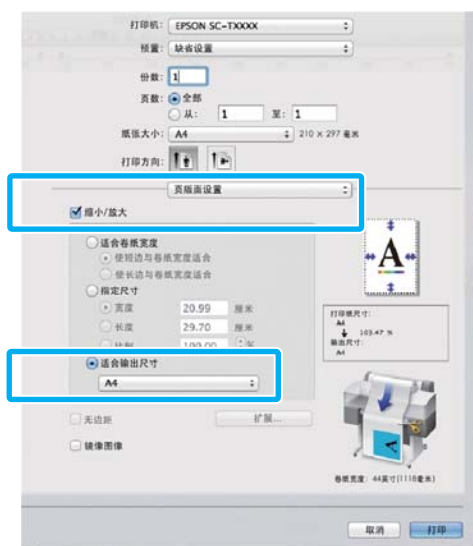 打印机: EPSON SC-TXXXX
预置: 缺省设置
份数: 1
页数: 全部
从: 1 至: 1
纸张大小: A4 210 × 297 毫米
打印方向:
页版面设置
缩小/放大
适合卷纸宽度
使短边与卷纸宽度适合
使长边与卷纸宽度适合
指定尺寸
宽度 20.99 厘米
长度 29.70 厘米
比例 100.00 %
适合输出尺寸
A4
无边距 扩展...
镜像图像
A
打印纸尺寸:
A4
103.47 %
输出尺寸:
A4
卷纸宽度: 44英寸(1118毫米)
取消 打印